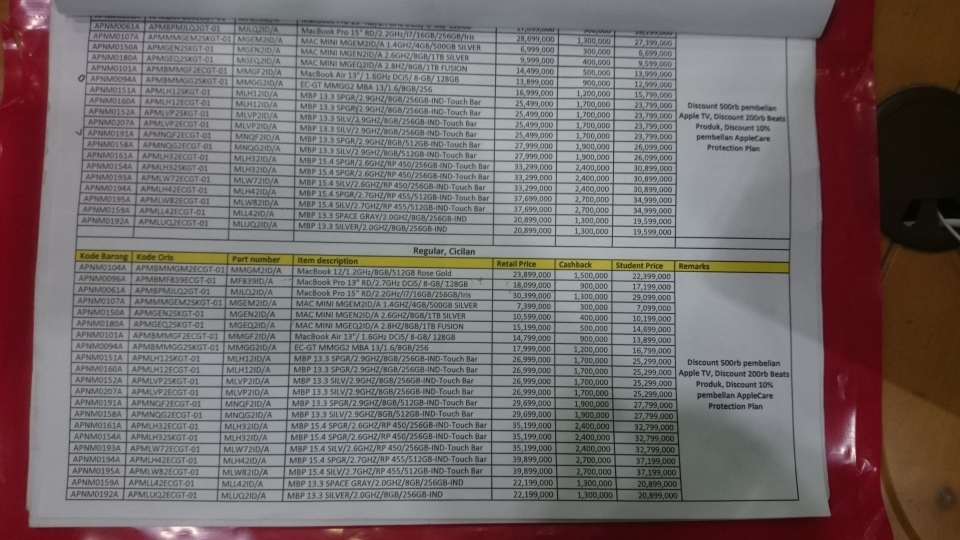 APNM0061A APMBPMJLQ2GT-01 MJLQ2ID/A MacBook Pro 15" RD/2.2GHz/i7/16GB/256GB/Iris 28,699,000 1,300,000 27,399,000
APNM0107A APMMMGEM2SKGT-01 MGEM2ID/A MAC MINI MGEM2ID/A 1.4GHZ/4GB/500GB SILVER 6,999,000 300,000 6,699,000
APNM0150A APMGEN2SKGT-01 MGEN2ID/A MAC MINI MGEN2ID/A 2.6GHZ/8GB/1TB SILVER 9,999,000 400,000 9,599,000
APNM0180A APMGEQ2SKGT-01 MGEQ2ID/A MAC MINI MGEQ2ID/A 2.8HZ/8GB/1TB FUSION 14,499,000 500,000 13,999,000
APNM0101A APMBMMGF2ECGT-01 MMGF2ID/A MacBook Air 13"/ 1.6GHz DCi5/ 8-GB/ 128GB 13,899,000 900,000 12,999,000
APNM0094A APMBMMGG2SKGT-01 MMGG2ID/A EC-GT MMGG2 MBA 13/1.6/8GB/256 16,999,000 1,200,000 15,799,000
APNM0151A APMLH12SKGT-01 MLH12ID/A MBP 13.3 SPGR/2.9GHZ/8GB/256GB-IND-Touch Bar 25,499,000 1,700,000 23,799,000
APNM0160A APMLH12ECGT-01 MLH12ID/A MBP 13.3 SPGR/2.9GHZ/8GB/256GB-IND-Touch Bar 25,499,000 1,700,000 23,799,000
APNM0152A APMLVP2SKGT-01 MLVP2ID/A MBP 13.3 SILV/2.9GHZ/8GB/256GB-IND-Touch Bar 25,499,000 1,700,000 23,799,000
APNM0207A APMLVP2ECGT-01 MLVP2ID/A MBP 13.3 SILV/2.9GHZ/8GB/256GB-IND-Touch Bar 25,499,000 1,700,000 23,799,000
APNM0191A APMNQF2ECGT-01 MNQF2ID/A MBP 13.3 SPGR/2.9GHZ/8GB/512GB-IND-Touch Bar 27,999,000 1,900,000 26,099,000
APNM0158A APMNQG2ECGT-01 MNQG2ID/A MBP 13.3 SILV/2.9GHZ/8GB/512GB-IND-Touch Bar 27,999,000 1,900,000 26,099,000
APNM0161A APMLH32ECGT-01 MLH32ID/A MBP 15.4 SPGR/2.6GHZ/RP 450/256GB-IND-Touch Bar 33,299,000 2,400,000 30,899,000
APNM0154A APMLH32SKGT-01 MLH32ID/A MBP 15.4 SPGR/2.6GHZ/RP 450/256GB-IND-Touch Bar 33,299,000 2,400,000 30,899,000
APNM0193A APMLW72ECGT-01 MLW72ID/A MBP 15.4 SILV/2.6GHZ/RP 450/256GB-IND-Touch Bar 33,299,000 2,400,000 30,899,000
APNM0194A APMLH42ECGT-01 MLH42ID/A MBP 15.4 SPGR/2.7GHZ/RP 455/512GB-IND-Touch Bar 37,699,000 2,700,000 34,999,000
APNM0195A APMLW82ECGT-01 MLW82ID/A MBP 15.4 SILV/2.7GHZ/RP 455/512GB-IND-Touch Bar 37,699,000 2,700,000 34,999,000
APNM0159A APMLL42ECGT-01 MLL42ID/A MBP 13.3 SPACE GRAY/2.0GHZ/8GB/256GB-IND 20,899,000 1,300,000 19,599,000
APNM0192A APMLUQ2ECGT-01 MLUQ2ID/A MBP 13.3 SILVER/2.0GHZ/8GB/256GB-IND 20,899,000 1,300,000 19,599,000
Discount 500rb pembelian
Apple TV, Discount 200rb Beats
Produk, Discount 10%
pembelian AppleCare
Protection Plan
Regular, Cicilan
Kode Barong Kode Oris Part number Item description Retail Price Cashback Student Price Remarks
APNM0104A APMBMMGM2ECGT-01 MMGM2ID/A MacBook 12/1.2GHz/8GB/512GB Rose Gold 23,899,000 1,500,000 22,399,000
APNM0096A APMBMF839ECGT-01 MF839ID/A MacBook Pro 13" RD/2.7GHz DCi5/ 8-GB/ 128GB 18,099,000 900,000 17,199,000
APNM0061A APMBPMJLQ2GT-01 MJLQ2ID/A MacBook Pro 15" RD/2.2GHz/i7/16GB/256GB/Iris 30,399,000 1,300,000 29,099,000
APNM0107A APMMMGEM2SKGT-01 MGEM2ID/A MAC MINI MGEM2ID/A 1.4GHZ/4GB/500GB SILVER 7,399,000 300,000 7,099,000
APNM0150A APMGEN2SKGT-01 MGEN2ID/A MAC MINI MGEN2ID/A 2.6GHZ/8GB/1TB SILVER 10,599,000 400,000 10,199,000
APNM0180A APMGEQ2SKGT-01 MGEQ2ID/A MAC MINI MGEQ2ID/A 2.8HZ/8GB/1TB FUSION 15,199,000 500,000 14,699,000
APNM0101A APMBMMGF2ECGT-01 MMGF2ID/A MacBook Air 13"/ 1.6GHz DCi5/ 8-GB/ 128GB 14,799,000 900,000 13,899,000
APNM0094A APMBMMGG2SKGT-01 MMGG2ID/A EC-GT MMGG2 MBA 13/1.6/8GB/256 17,999,000 1,200,000 16,799,000
APNM0151A APMLH12SKGT-01 MLH12ID/A MBP 13.3 SPGR/2.9GHZ/8GB/256GB-IND-Touch Bar 26,999,000 1,700,000 25,299,000
APNM0160A APMLH12ECGT-01 MLH12ID/A MBP 13.3 SPGR/2.9GHZ/8GB/256GB-IND-Touch Bar 26,999,000 1,700,000 25,299,000
APNM0152A APMLVP2SKGT-01 MLVP2ID/A MBP 13.3 SILV/2.9GHZ/8GB/256GB-IND-Touch Bar 26,999,000 1,700,000 25,299,000
APNM0207A APMLVP2ECGT-01 MLVP2ID/A MBP 13.3 SILV/2.9GHZ/8GB/256GB-IND-Touch Bar 26,999,000 1,700,000 25,299,000
APNM0191A APMNQF2ECGT-01 MNQF2ID/A MBP 13.3 SPGR/2.9GHZ/8GB/512GB-IND-Touch Bar 29,699,000 1,900,000 27,799,000
APNM0158A APMNQG2ECGT-01 MNQG2ID/A MBP 13.3 SILV/2.9GHZ/8GB/512GB-IND-Touch Bar 29,699,000 1,900,000 27,799,000
APNM0161A APMLH32ECGT-01 MLH32ID/A MBP 15.4 SPGR/2.6GHZ/RP 450/256GB-IND-Touch Bar 35,199,000 2,400,000 32,799,000
APNM0154A APMLH32SKGT-01 MLH32ID/A MBP 15.4 SPGR/2.6GHZ/RP 450/256GB-IND-Touch Bar 35,199,000 2,400,000 32,799,000
APNM0193A APMLW72ECGT-01 MLW72ID/A MBP 15.4 SILV/2.6GHZ/RP 450/256GB-IND-Touch Bar 35,199,000 2,400,000 32,799,000
APNM0194A APMLH42ECGT-01 MLH42ID/A MBP 15.4 SPGR/2.7GHZ/RP 455/512GB-IND-Touch Bar 39,899,000 2,700,000 37,199,000
APNM0195A APMLW82ECGT-01 MLW82ID/A MBP 15.4 SILV/2.7GHZ/RP 455/512GB-IND-Touch Bar 39,899,000 2,700,000 37,199,000
APNM0159A APMLL42ECGT-01 MLL42ID/A MBP 13.3 SPACE GRAY/2.0GHZ/8GB/256GB-IND 22,199,000 1,300,000 20,899,000
APNM0192A APMLUQ2ECGT-01 MLUQ2ID/A MBP 13.3 SILVER/2.0GHZ/8GB/256GB-IND 22,199,000 1,300,000 20,899,000
Discount 500rb pembelian
Apple TV, Discount 200rb Beats
Produk, Discount 10%
pembelian AppleCare
Protection Plan